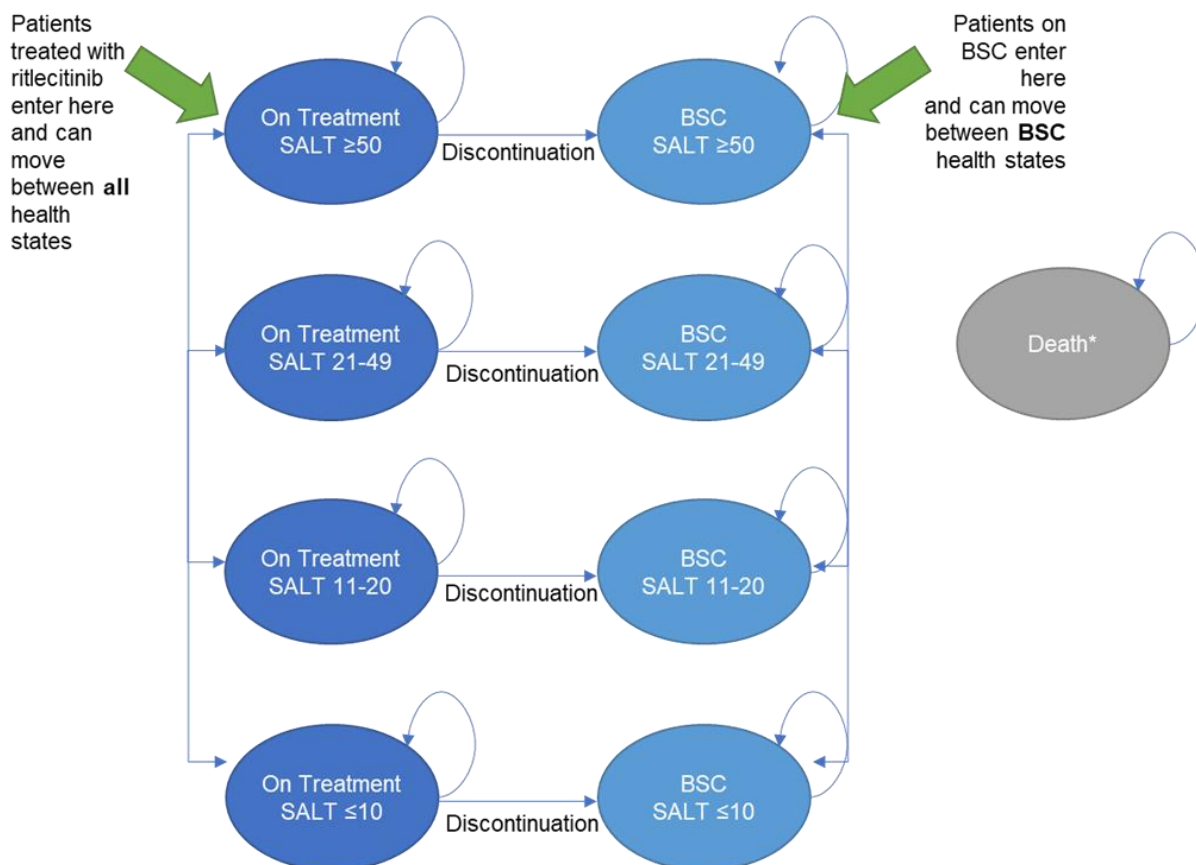 Patients
treated with
ritlecitinib
enter here
and can
move
between all
health
states
Patients on
BSC enter
here
and can move
between BSC
health states
On Treatment
SALT ≥50
Discontinuation
BSC
SALT ≥50
On Treatment
SALT 21-49
Discontinuation
BSC
SALT 21-49
Death*
On Treatment
SALT 11-20
Discontinuation
BSC
SALT 11-20
On Treatment
SALT ≤10
Discontinuation
BSC
SALT ≤10